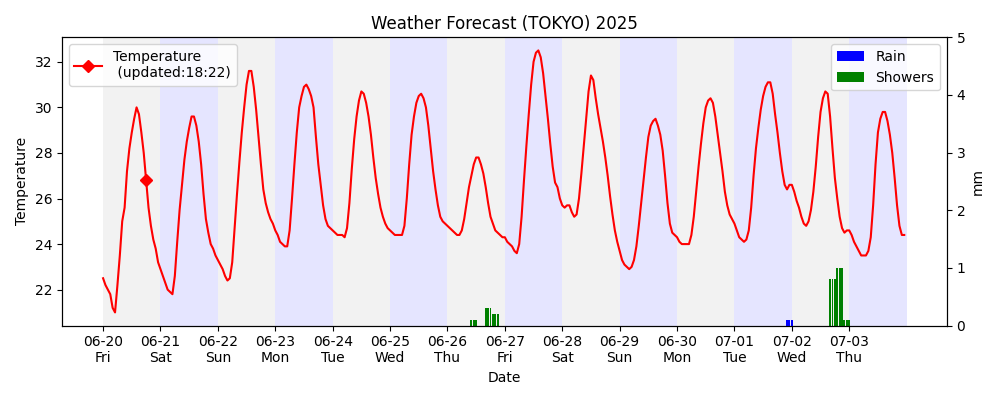 Weather Forecast (TOKYO) 2025
Temperature
(updated:18:22)
Rain
Showers
Temperature
32
30
28
26
24
22
5
4
3
2
1
0
mm
06-20 06-21 06-22 06-23 06-24 06-25 06-26 06-27 06-28 06-29 06-30 07-01 07-02 07-03
Fri Sat Sun Mon Tue Wed Thu Fri Sat Sun Mon Tue Wed Thu
Date